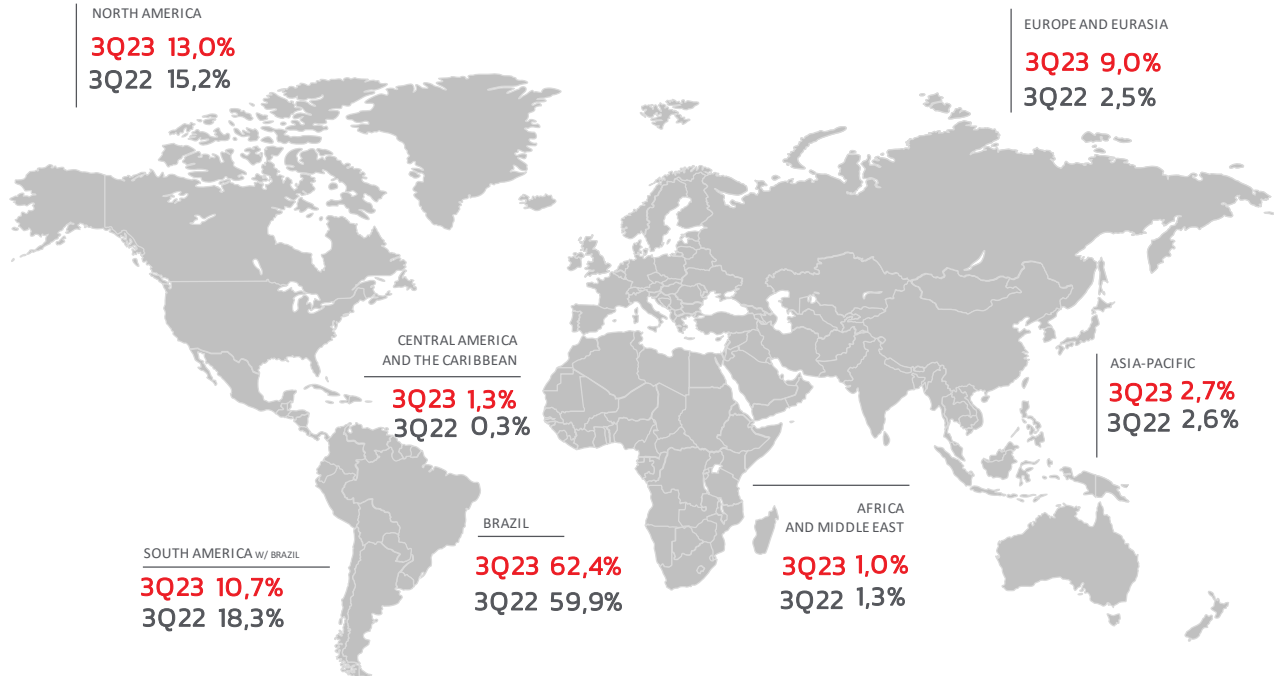 NORTH AMERICA
3Q23 13,0%
3Q22 15,2%
EUROPE AND EURASIA
3Q23 9,0%
3Q22 2,5%
CENTRAL AMERICA
AND THE CARIBBEAN
3Q23 1,3%
3Q22 0,3%
ASIA-PACIFIC
3Q23 2,7%
3Q22 2,6%
SOUTH AMERICA W/ BRAZIL
3Q23 10,7%
3Q22 18,3%
BRAZIL
3Q23 62,4%
3Q22 59,9%
AFRICA
AND MIDDLE EAST
3Q23 1,0%
3Q22 1,3%